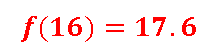 f(16) = 17.6